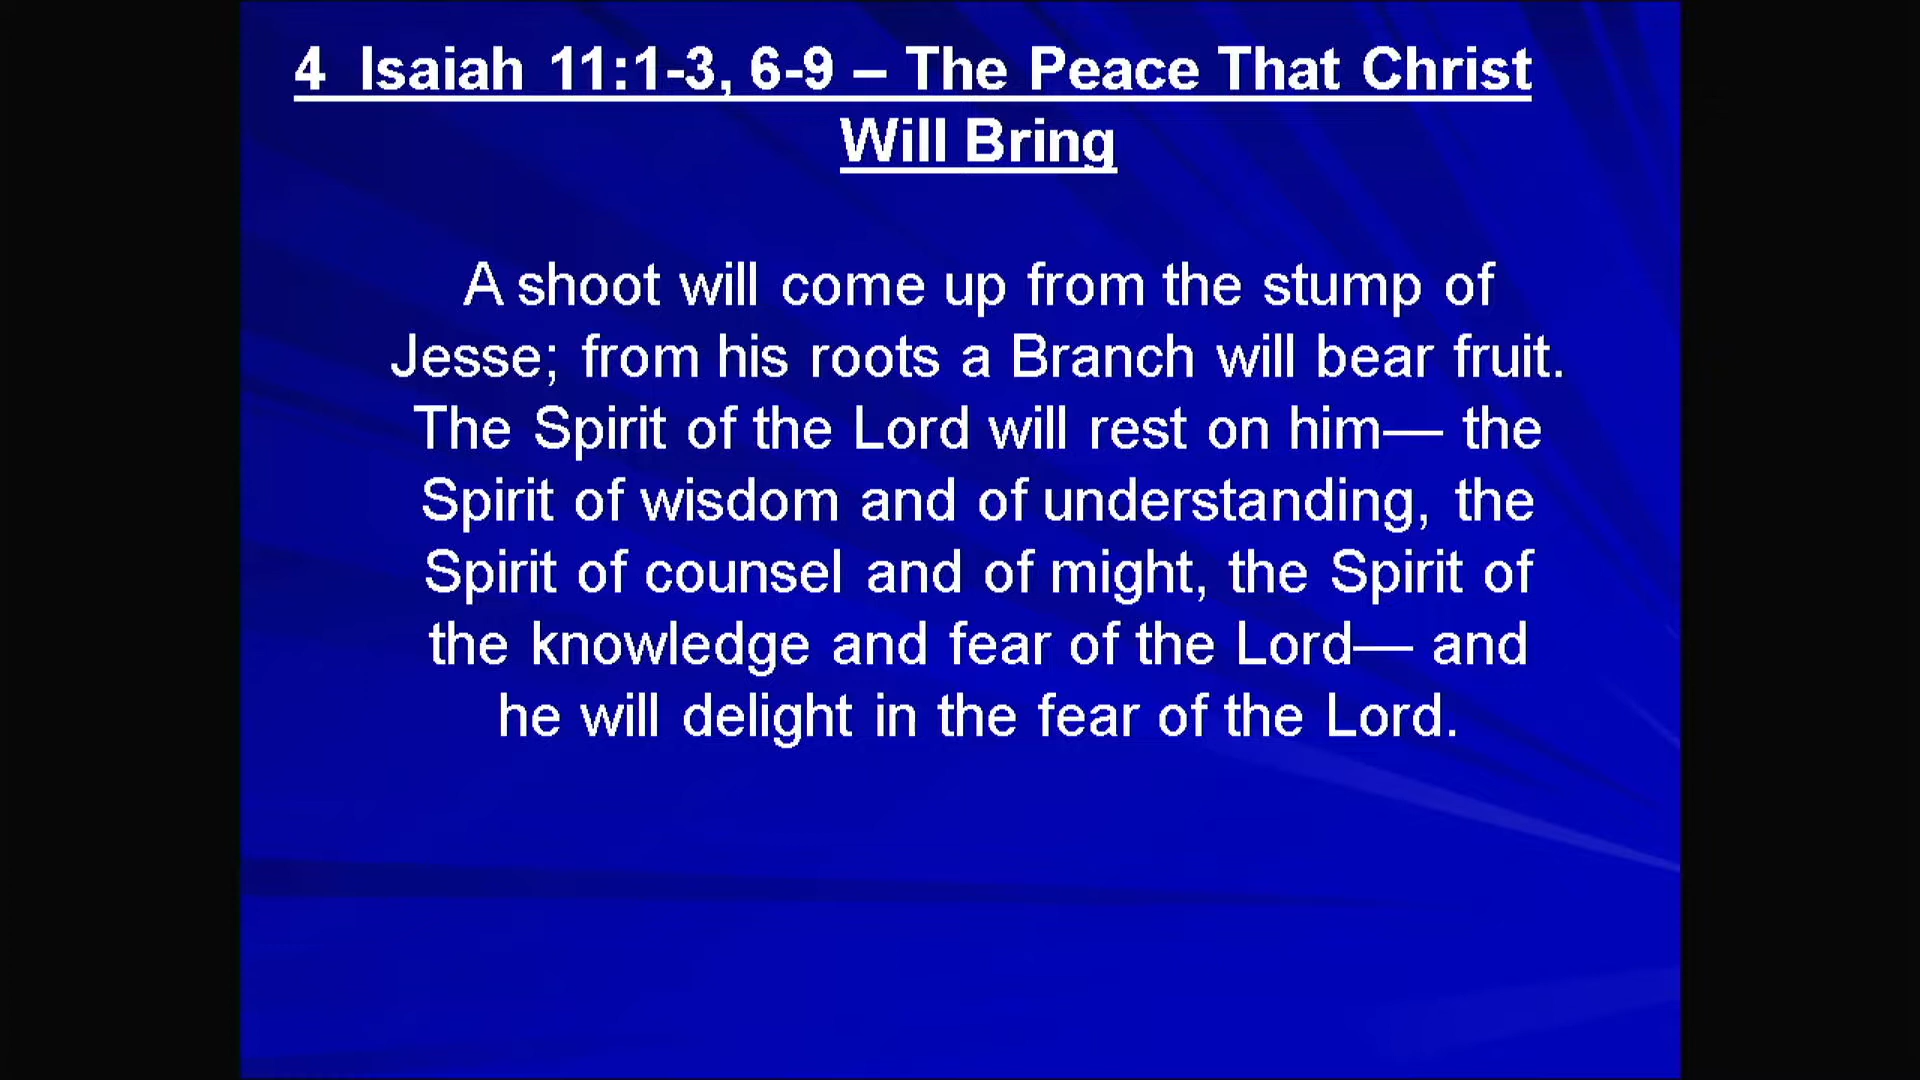 4 Isaiah 11:1-3, 6-9 – The Peace That Christ
Will Bring
A shoot will come up from the stump of
Jesse; from his roots a Branch will bear fruit.
The Spirit of the Lord will rest on him— the
Spirit of wisdom and of understanding, the
Spirit of counsel and of might, the Spirit of
the knowledge and fear of the Lord— and
he will delight in the fear of the Lord.